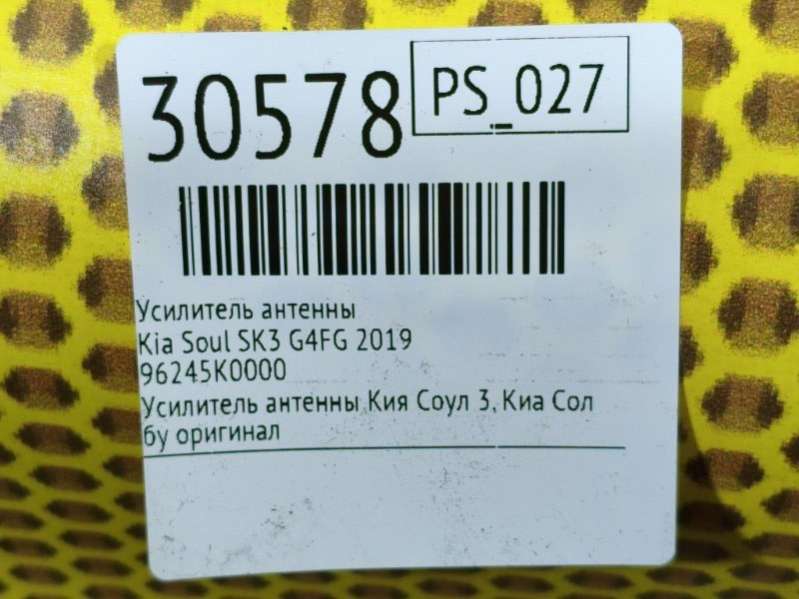 30578
PS_027
Усилитель антенны
Kia Soul SK3 G4FG 2019
96245K0000
Усилитель антенны Кия Соул 3, Киа Сол
бу оригинал